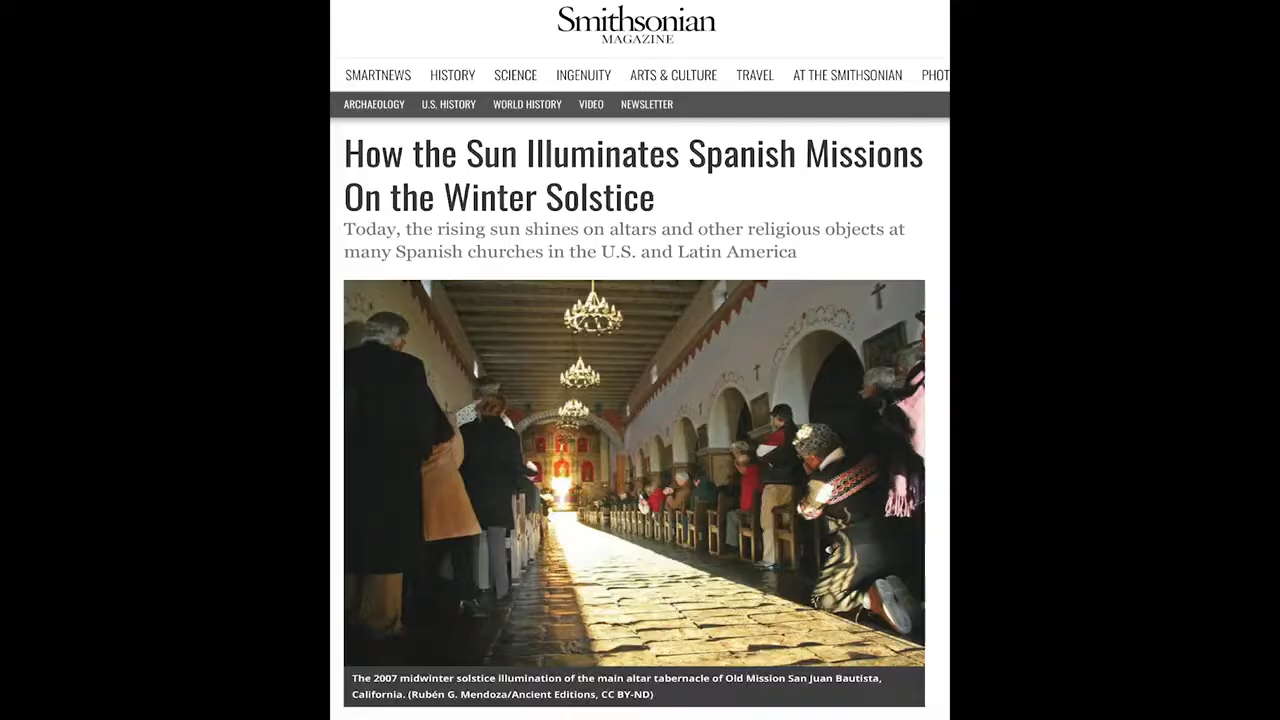 Smithsonian
MAGAZINE
SMARTNEWS HISTORY SCIENCE INGENUITY ARTS & CULTURE TRAVEL AT THE SMITHSONIAN PHOT
ARCHAEOLOGY U.S. HISTORY WORLD HISTORY VIDEO NEWSLETTER
How the Sun Illuminates Spanish Missions
On the Winter Solstice
Today, the rising sun shines on altars and other religious objects at
many Spanish churches in the U.S. and Latin America
The 2007 midwinter solstice illumination of the main altar tabernacle of Old Mission San Juan Bautista,
California. (Rubén G. Mendoza/Ancient Editions, CC BY-ND)